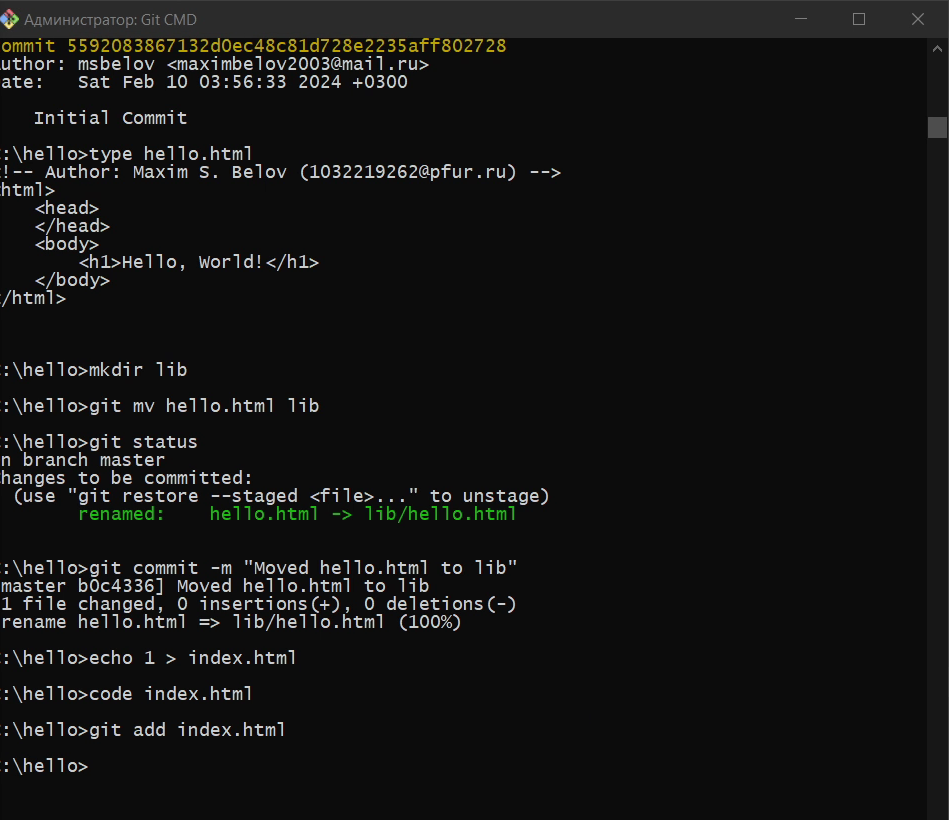 Администратор: Git CMD
ommit 5592083867132d0ec48c81d728e2235aff802728
uthor: msbelov <maximbelov2003@mail.ru>
ate:   Sat Feb 10 03:56:33 2024 +0300
Initial Commit
:\hello>type hello.html
!-- Author: Maxim S. Belov (1032219262@pfur.ru) -->
html>
<head>
</head>
<body>
<h1>Hello, World!</h1>
</body>
/html>
:\hello>mkdir lib
:\hello>git mv hello.html lib
:\hello>git status
n branch master
hanges to be committed:
(use "git restore --staged <file>..." to unstage)
renamed:    hello.html -> lib/hello.html
:\hello>git commit -m "Moved hello.html to lib"
master b0c4336] Moved hello.html to lib
1 file changed, 0 insertions(+), 0 deletions(-)
rename hello.html => lib/hello.html (100%)
:\hello>echo 1 > index.html
:\hello>code index.html
:\hello>git add index.html
:\hello>